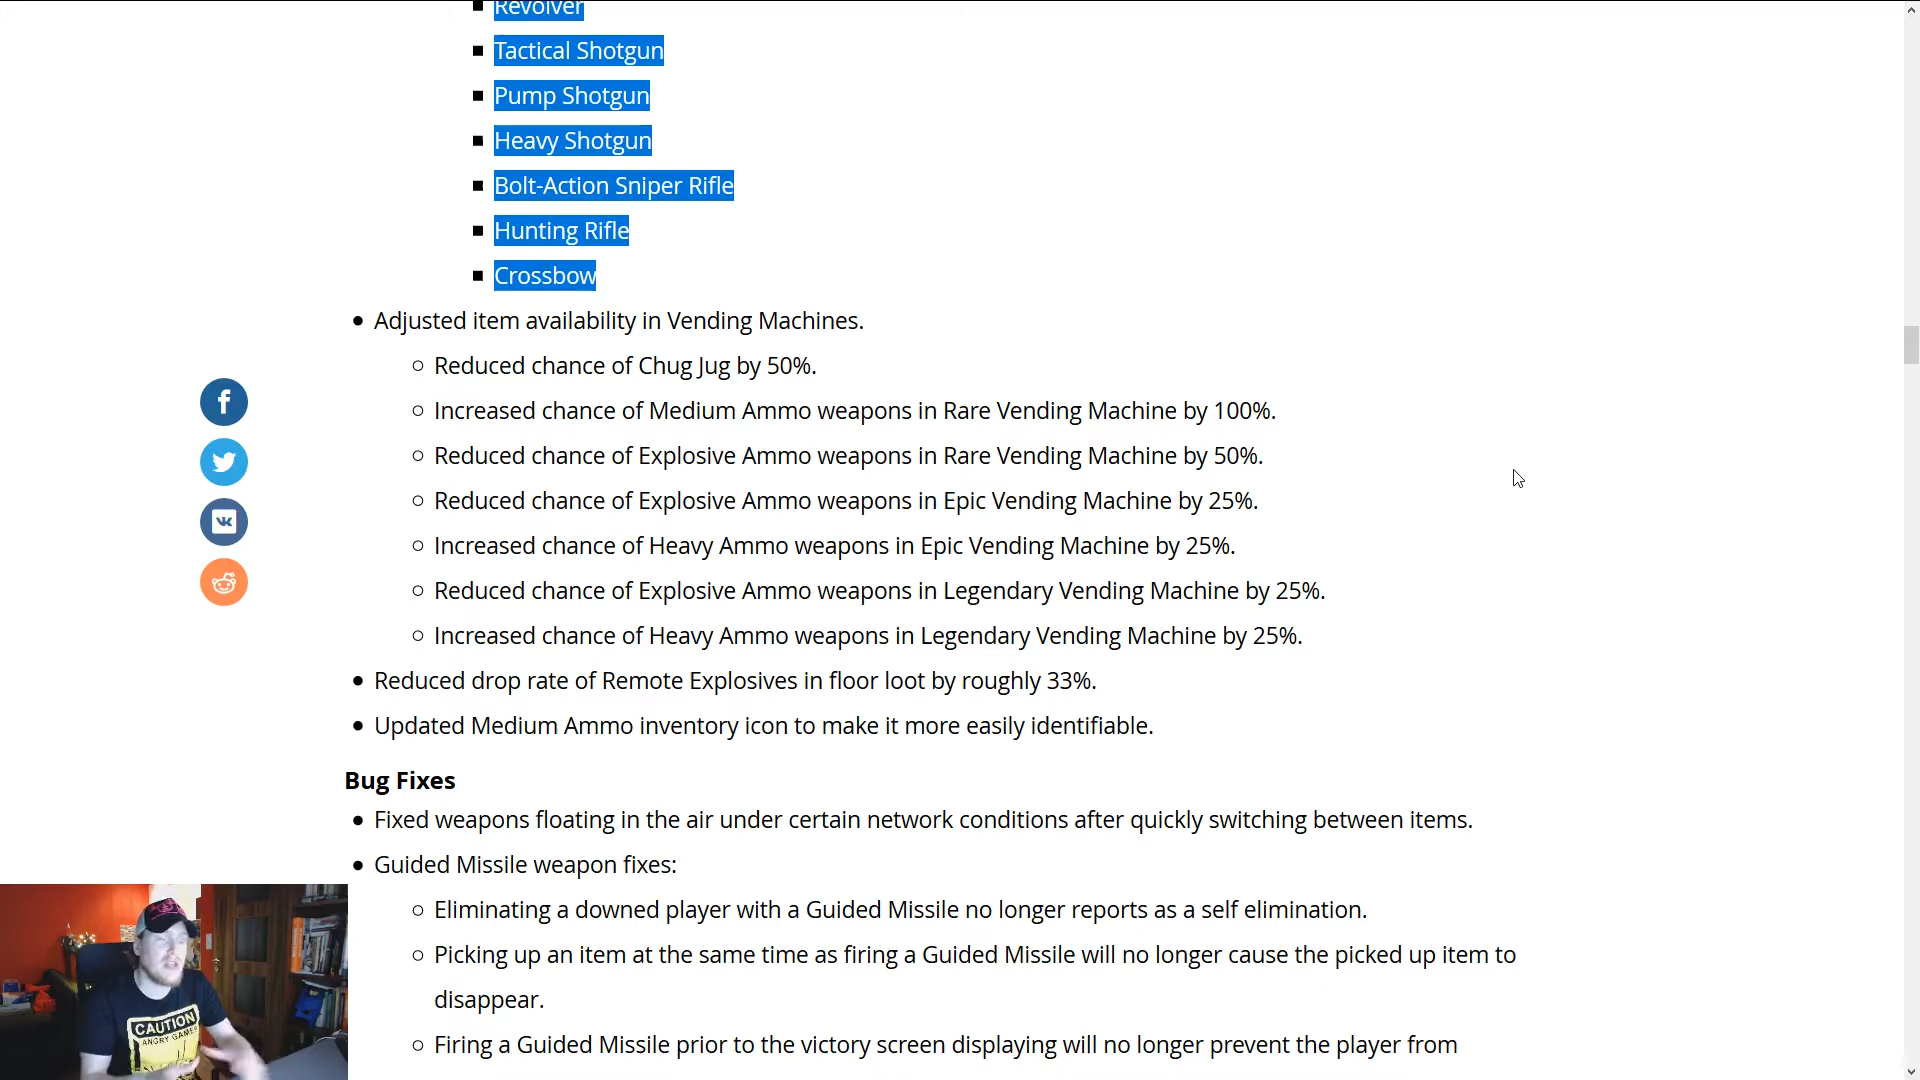 Revolver
Tactical Shotgun
Pump Shotgun
Heavy Shotgun
Bolt-Action Sniper Rifle
Hunting Rifle
Crossbow
Adjusted item availability in Vending Machines.
Reduced chance of Chug Jug by 50%.
Increased chance of Medium Ammo weapons in Rare Vending Machine by 100%.
Reduced chance of Explosive Ammo weapons in Rare Vending Machine by 50%.
Reduced chance of Explosive Ammo weapons in Epic Vending Machine by 25%.
Increased chance of Heavy Ammo weapons in Epic Vending Machine by 25%.
Reduced chance of Explosive Ammo weapons in Legendary Vending Machine by 25%.
Increased chance of Heavy Ammo weapons in Legendary Vending Machine by 25%.
Reduced drop rate of Remote Explosives in floor loot by roughly 33%.
Updated Medium Ammo inventory icon to make it more easily identifiable.
Bug Fixes
Fixed weapons floating in the air under certain network conditions after quickly switching between items.
Guided Missile weapon fixes:
Eliminating a downed player with a Guided Missile no longer reports as a self elimination.
Picking up an item at the same time as firing a Guided Missile will no longer cause the picked up item to
disappear.
Firing a Guided Missile prior to the victory screen displaying will no longer prevent the player from
CAUTION
ANGRY GAMER